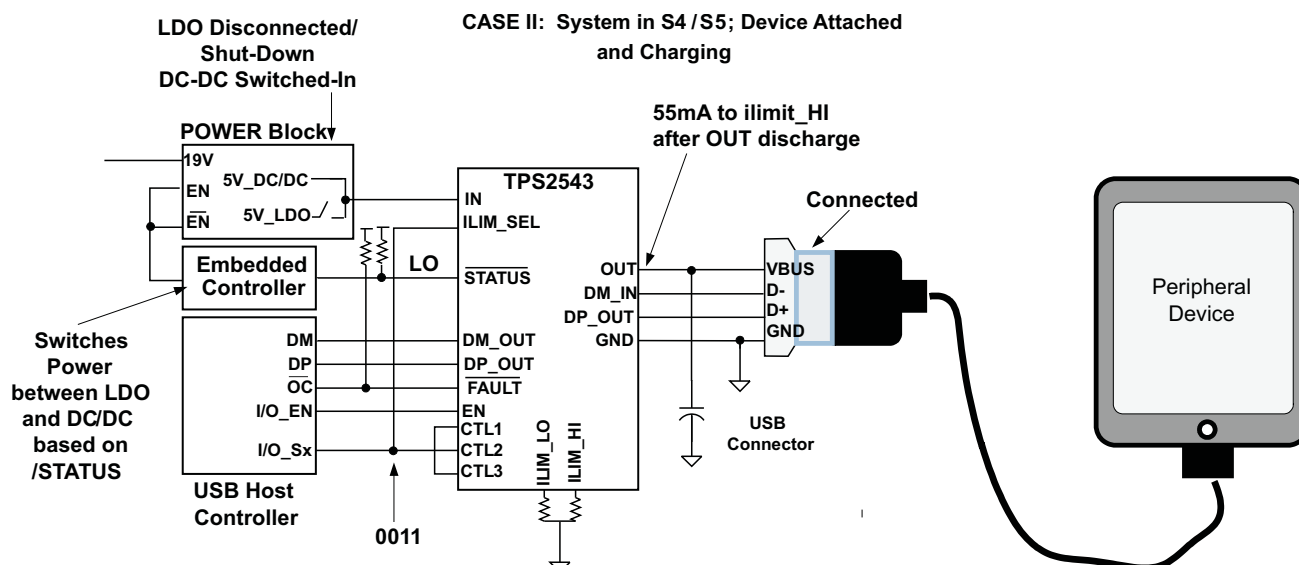 CASE II: System in S4 / S5; Device Attached
and Charging
LDO Disconnected/
Shut-Down
DC-DC Switched-In
55mA to ilimit_HI
after OUT discharge
POWER Block
19V
EN
EN
5V_DC/DC
5V_LDO
Embedded
Controller
LO
Switches
Power
between LDO
and DC/DC
based on
/STATUS
DM
DP
OC
I/O_EN
I/O_Sx
USB Host
Controller
0011
TPS2543
IN
ILIM_SEL
STATUS
DM_OUT
DP_OUT
FAULT
EN
CTL1
CTL2
CTL3
ILIM_LO
ILIM_HI
OUT
DM_IN
DP_OUT
GND
Connected
VBUS
D-
D+
GND
USB
Connector
Peripheral
Device